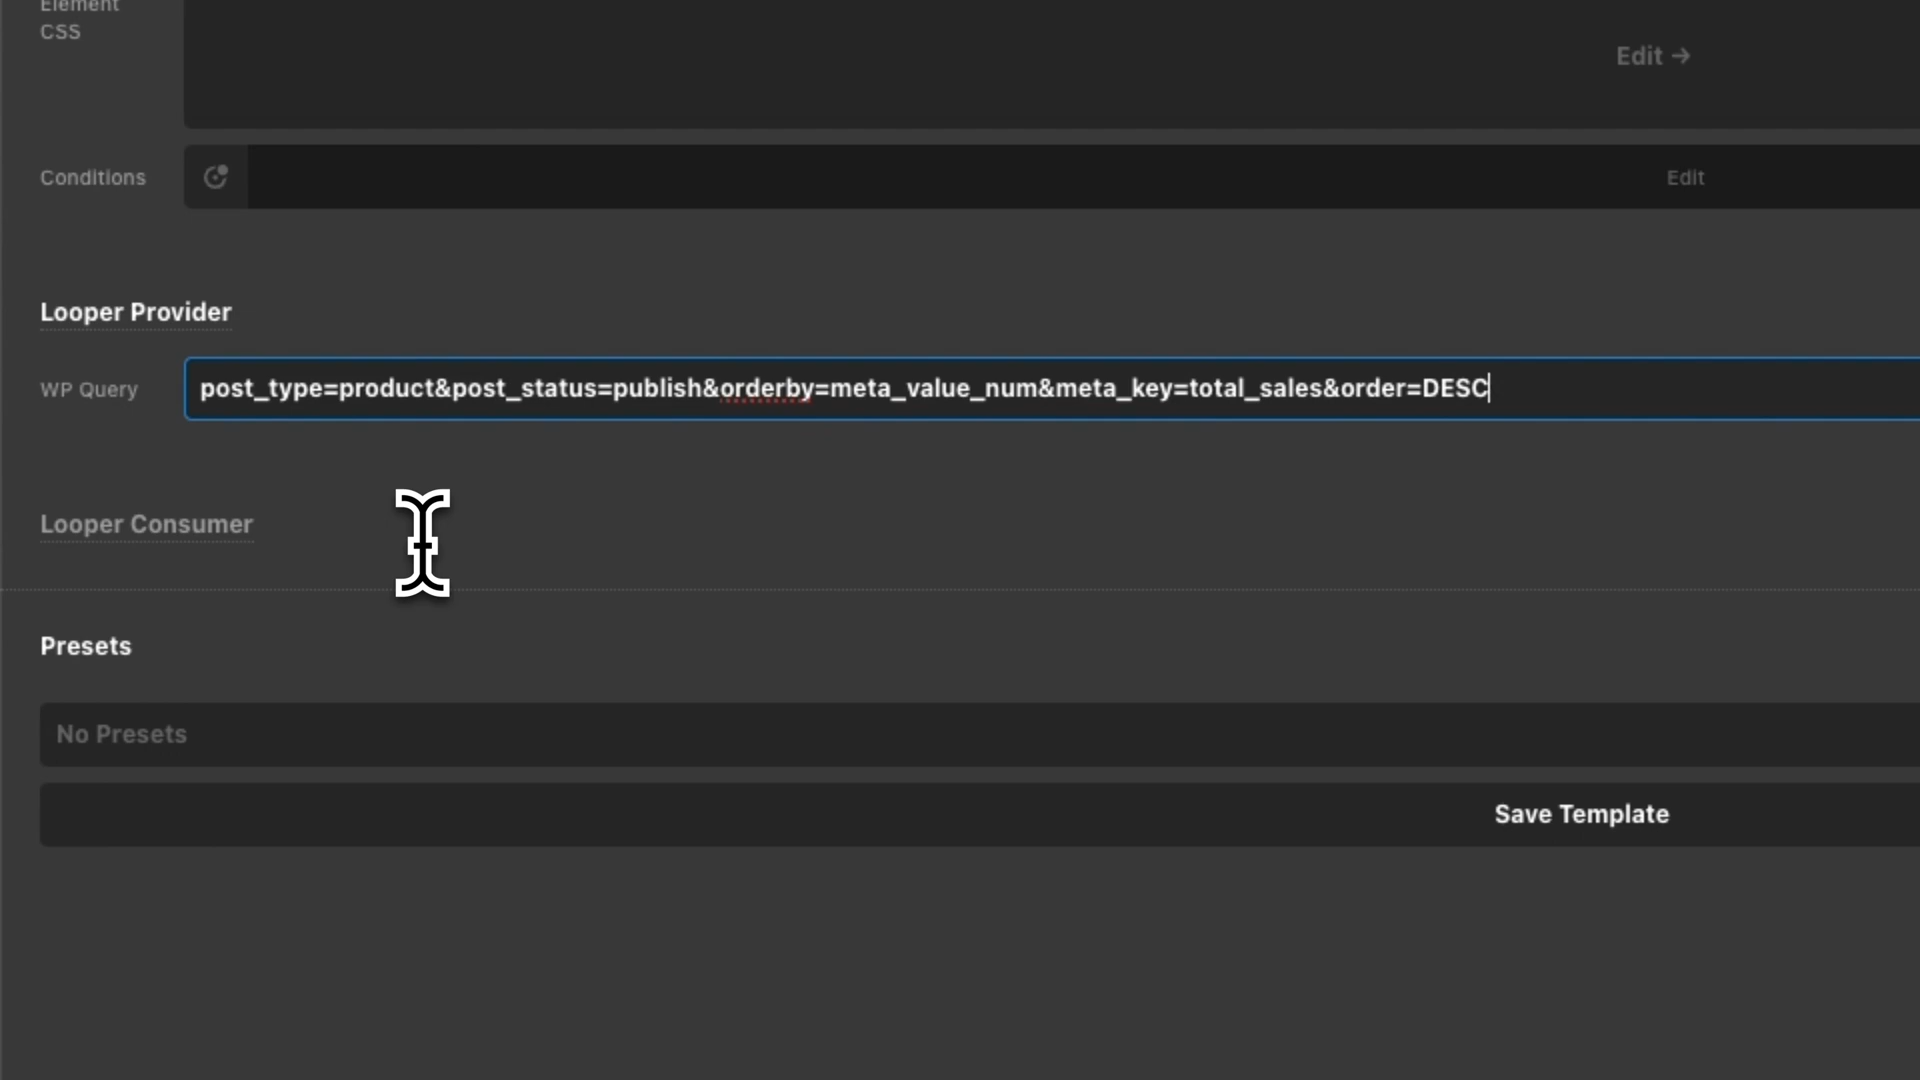 Element
CSS
Edit →
Conditions
Edit
Looper Provider
WP Query
post_type=product&post_status=publish&orderby=meta_value_num&meta_key=total_sales&order=DESC
Looper Consumer
Presets
No Presets
Save Template